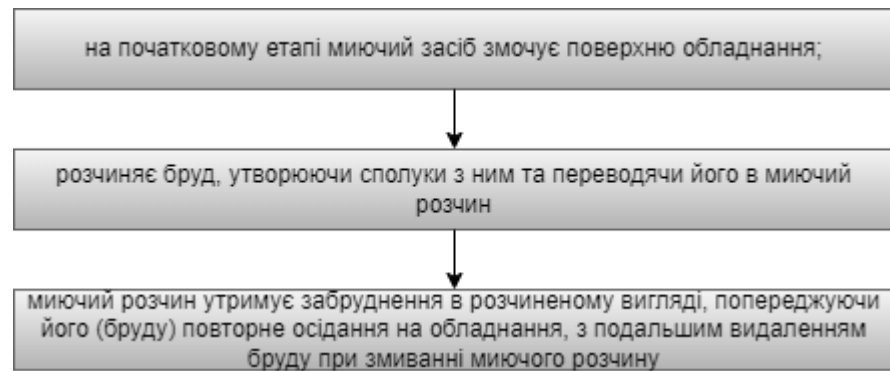 на початковому етапі миючий засіб змочує поверхню обладнання;
розчиняє бруд, утворюючи сполуки з ним та переводячи його в миючий
розчин
миючий розчин утримує забруднення в розчиненому вигляді, попереджуючи
його (бруду) повторне осідання на обладнання, з подальшим видаленням
бруду при змиванні миючого розчину